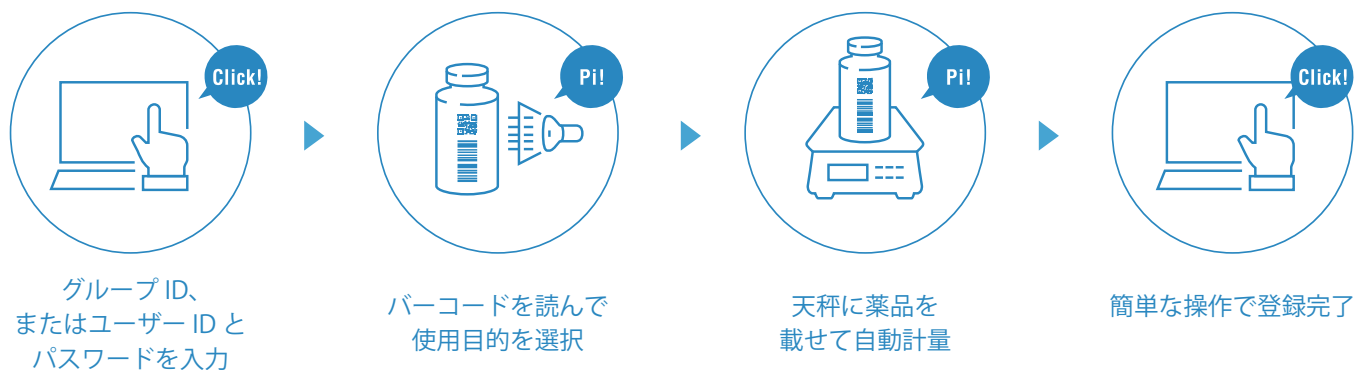 Click!
グループ ID、
またはユーザー ID と
パスワードを入力
Pi!
バーコードを読んで
使用目的を選択
Pi!
天秤に薬品を
載せて自動計量
Click!
簡単な操作で登録完了